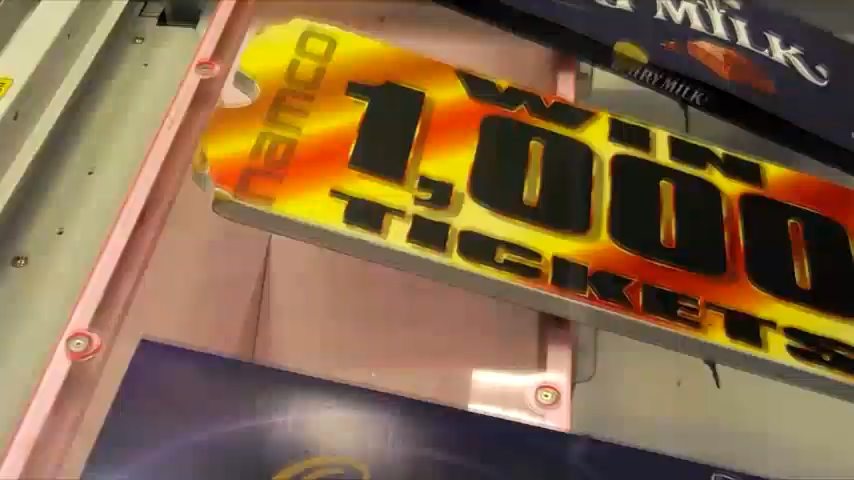 MILK
DAIRY MILK
namco
WIN
1,000
TICKETS